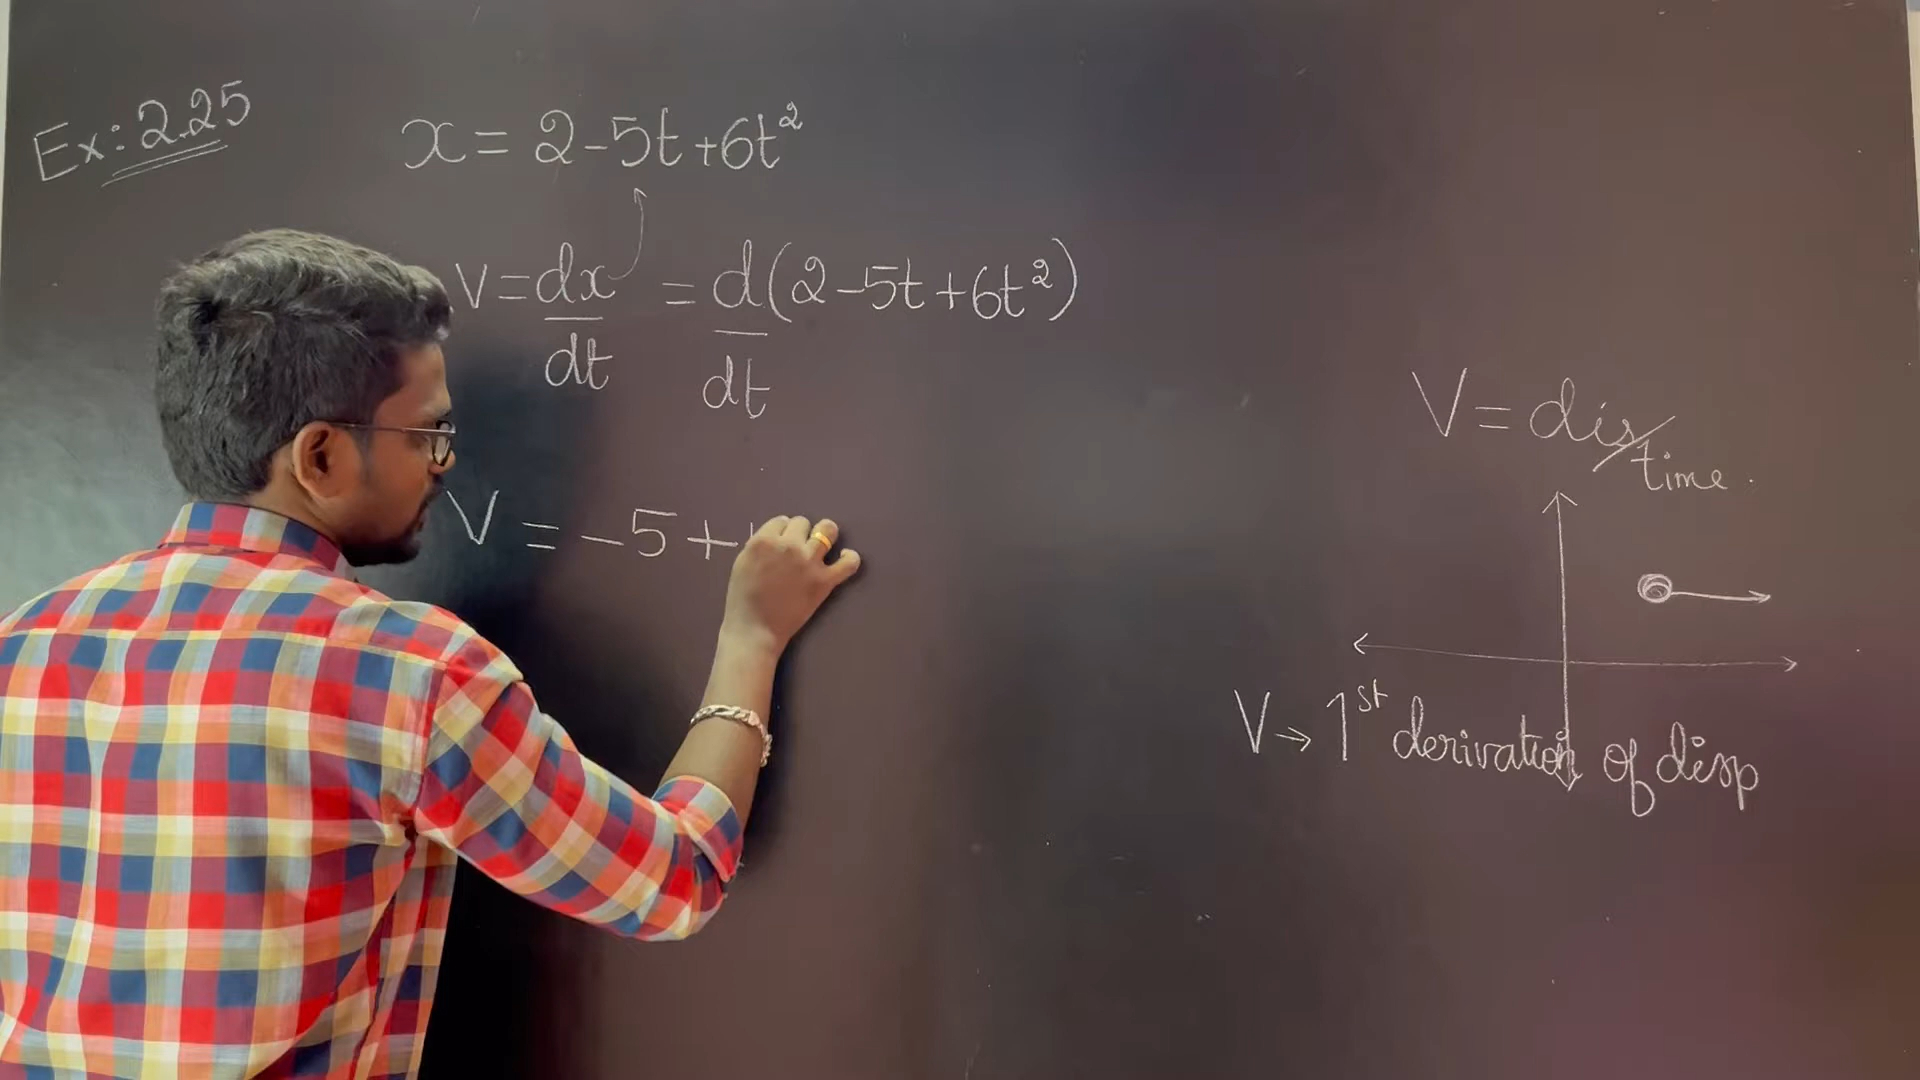 Ex: 2.25
x = 2-5t+6t²
v = dx/dt = d/dt (2-5t+6t²)
V = -5+
V = dis/time.
V → 1st derivation of disp